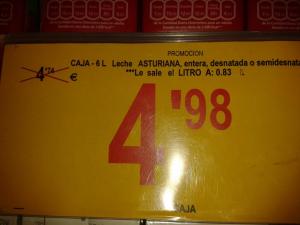 PROMOCION
CAJA - 6 L Leche ASTURIANA, entera, desnatada o semidesnata
4'74 €
***Le sale el LITRO A: 0.83
4'98
CAJA